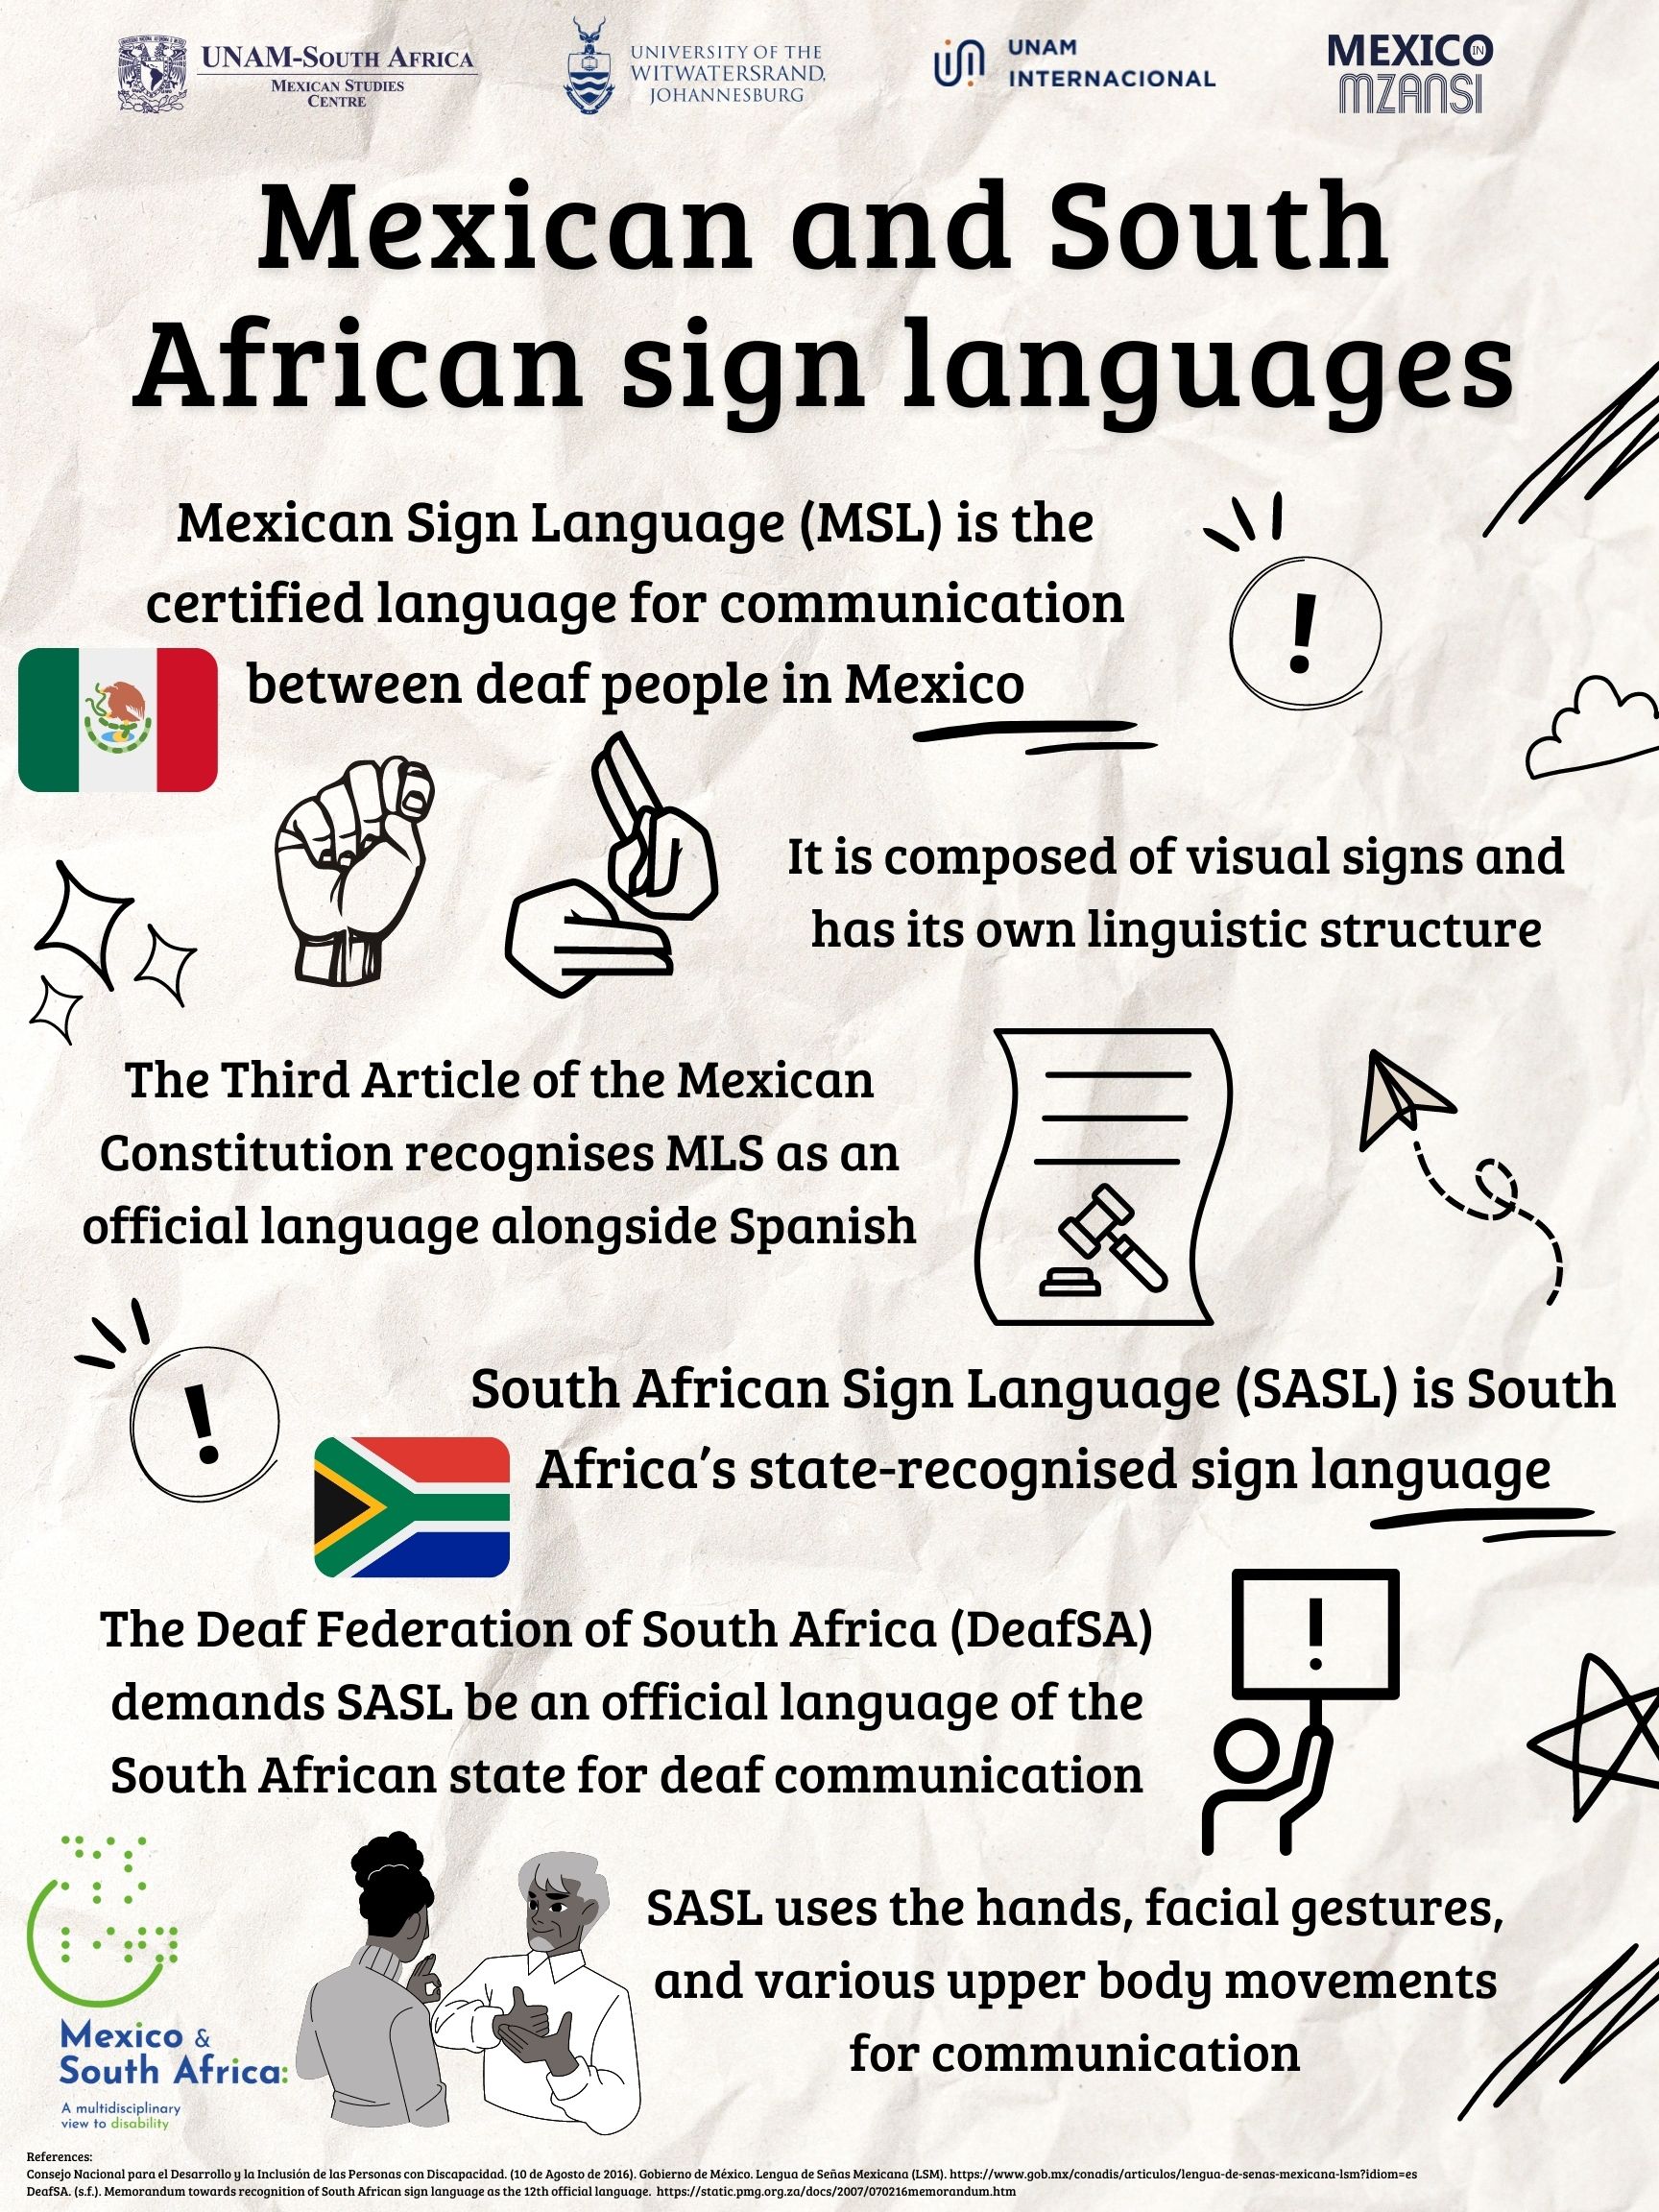 UNAM-South Africa
Mexican Studies
Centre
UNIVERSITY OF THE
WITWATERSRAND,
JOHANNESBURG
UNAM
INTERNACIONAL
MEXICO
IN
MZANSI
Mexican and South
African sign languages
Mexican Sign Language (MSL) is the
certified language for communication
between deaf people in Mexico
It is composed of visual signs and
has its own linguistic structure
The Third Article of the Mexican
Constitution recognises MLS as an
official language alongside Spanish
South African Sign Language (SASL) is South
Africa’s state-recognised sign language
The Deaf Federation of South Africa (DeafSA)
demands SASL be an official language of the
South African state for deaf communication
SASL uses the hands, facial gestures,
and various upper body movements
for communication
Mexico &
South Africa:
A multidisciplinary
view to disability
References:
Consejo Nacional para el Desarrollo y la Inclusión de las Personas con Discapacidad. (10 de Agosto de 2016). Gobierno de México. Lengua de Señas Mexicana (LSM). https://www.gob.mx/conadis/articulos/lengua-de-senas-mexicana-lsm?idiom=es
DeafSA. (s.f.). Memorandum towards recognition of South African sign language as the 12th official language. https://static.pmg.org.za/docs/2007/070216memorandum.htm